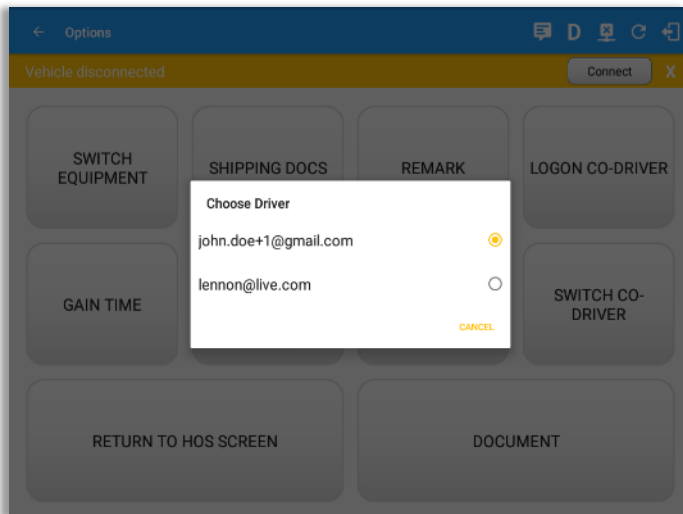 Options
D
Vehicle disconnected
Connect
X
SWITCH
EQUIPMENT
SHIPPING DOCS
REMARK
LOGON CO-DRIVER
Choose Driver
john.doe+1@gmail.com
lennon@live.com
CANCEL
GAIN TIME
SWITCH CO-
DRIVER
RETURN TO HOS SCREEN
DOCUMENT